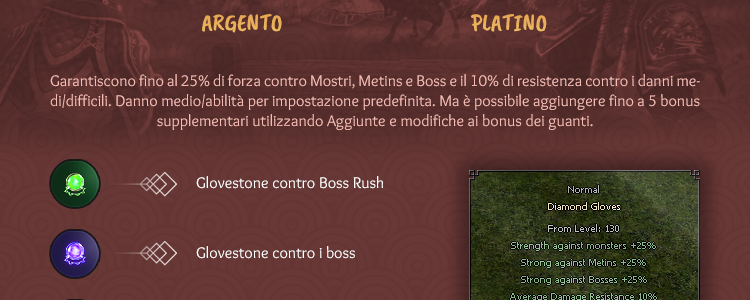 ARGENTO
PLATINO
Garantiscono fino al 25% di forza contro Mostri, Metins e Boss e il 10% di resistenza contro i danni me-
di/difficili. Danno medio/abilità per impostazione predefinita. Ma è possibile aggiungere fino a 5 bonus
supplementari utilizzando Aggiunte e modifiche ai bonus dei guanti.
Glovestone contro Boss Rush
Glovestone contro i boss
Normal
Diamond Gloves
From Level: 130
Strength against monsters +25%
Strong against Metins +25%
Strong against Bosses +25%
Average Damage Resistance 10%